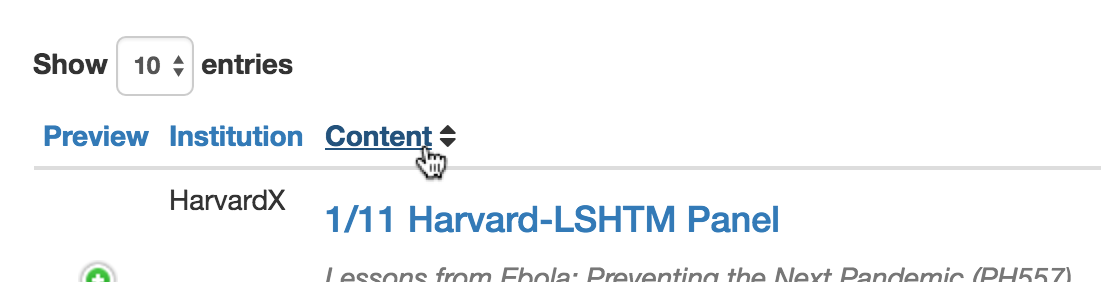 Show 10 entries
Preview Institution Content
HarvardX
1/11 Harvard-LSHTM Panel
Lessons from Ebola: Preventing the Next Pandemic (PH557)